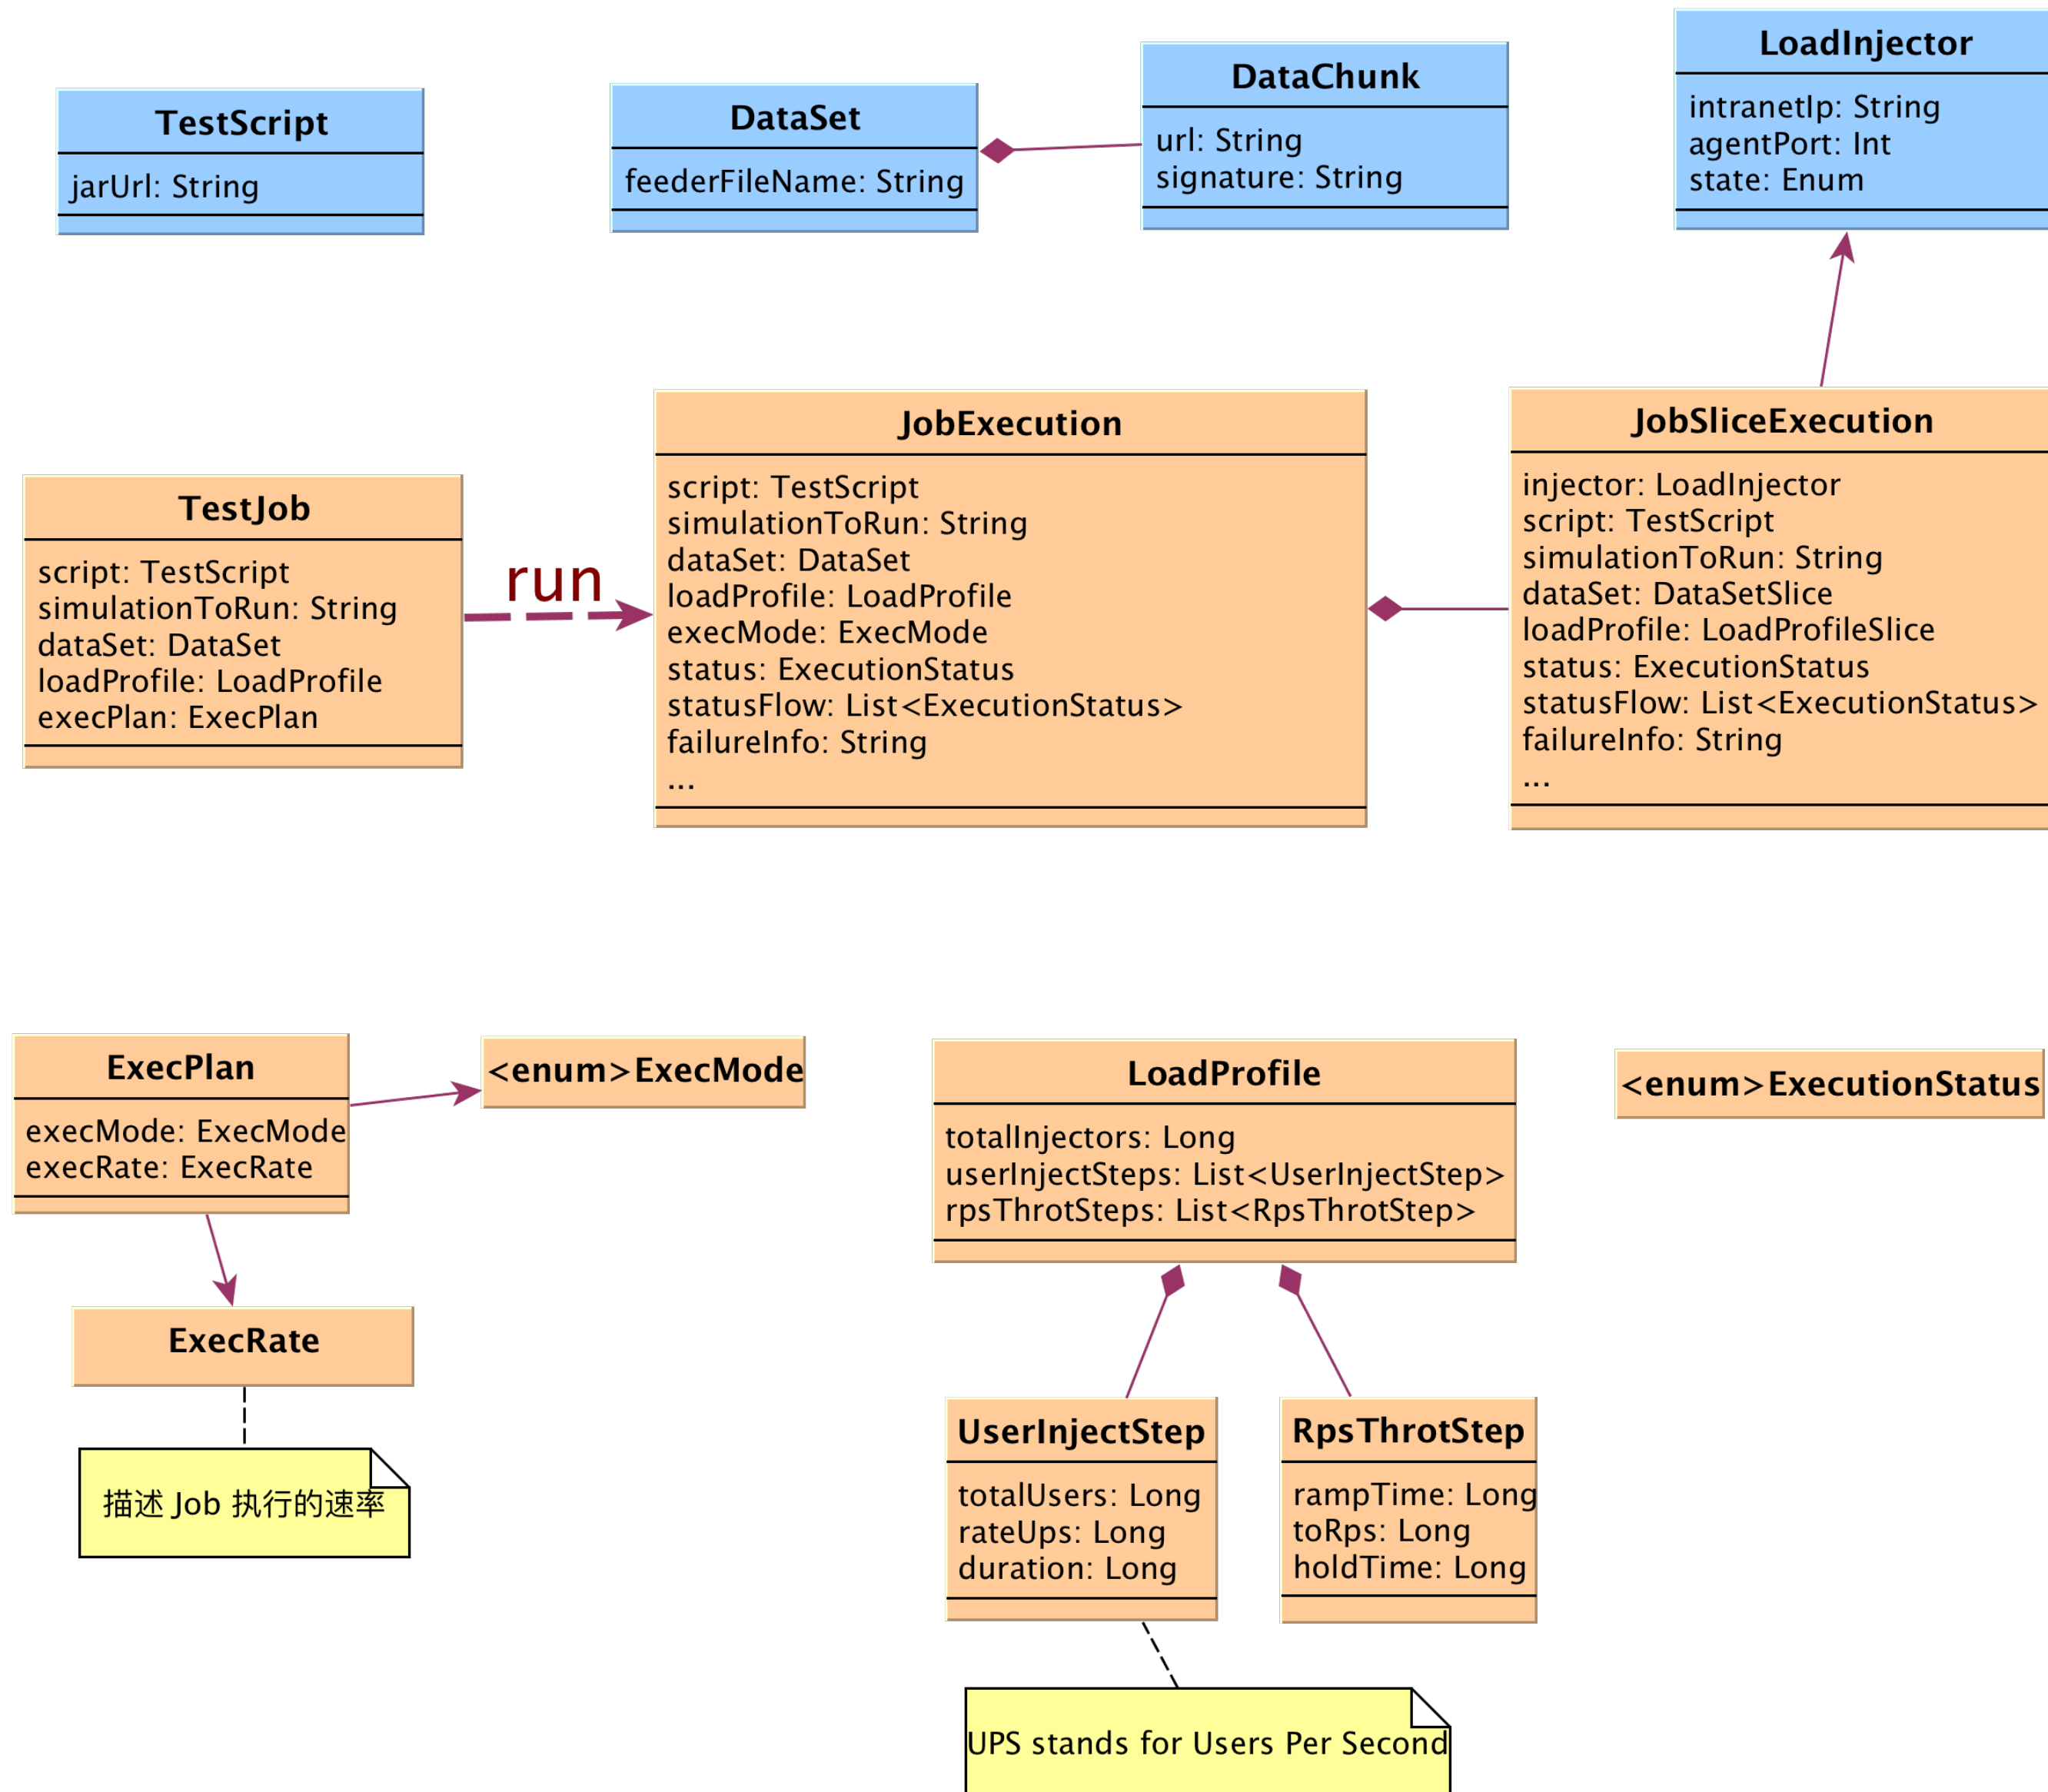 TestScript
jarUrl: String
DataSet
feederFileName: String
DataChunk
url: String
signature: String
LoadInjector
intranetIp: String
agentPort: Int
state: Enum
TestJob
script: TestScript
simulationToRun: String
dataSet: DataSet
loadProfile: LoadProfile
execPlan: ExecPlan
run
JobExecution
script: TestScript
simulationToRun: String
dataSet: DataSet
loadProfile: LoadProfile
execMode: ExecMode
status: ExecutionStatus
statusFlow: List<ExecutionStatus>
failureInfo: String
...
JobSliceExecution
injector: LoadInjector
script: TestScript
simulationToRun: String
dataSet: DataSetSlice
loadProfile: LoadProfileSlice
status: ExecutionStatus
statusFlow: List<ExecutionStatus>
failureInfo: String
...
ExecPlan
execMode: ExecMode
execRate: ExecRate
<enum>ExecMode
LoadProfile
totalInjectors: Long
userInjectSteps: List<UserInjectStep>
rpsThrotSteps: List<RpsThrotStep>
<enum>ExecutionStatus
ExecRate
描述 Job 执行的速率
UserInjectStep
totalUsers: Long
rateUps: Long
duration: Long
RpsThrotStep
rampTime: Long
toRps: Long
holdTime: Long
UPS stands for Users Per Second